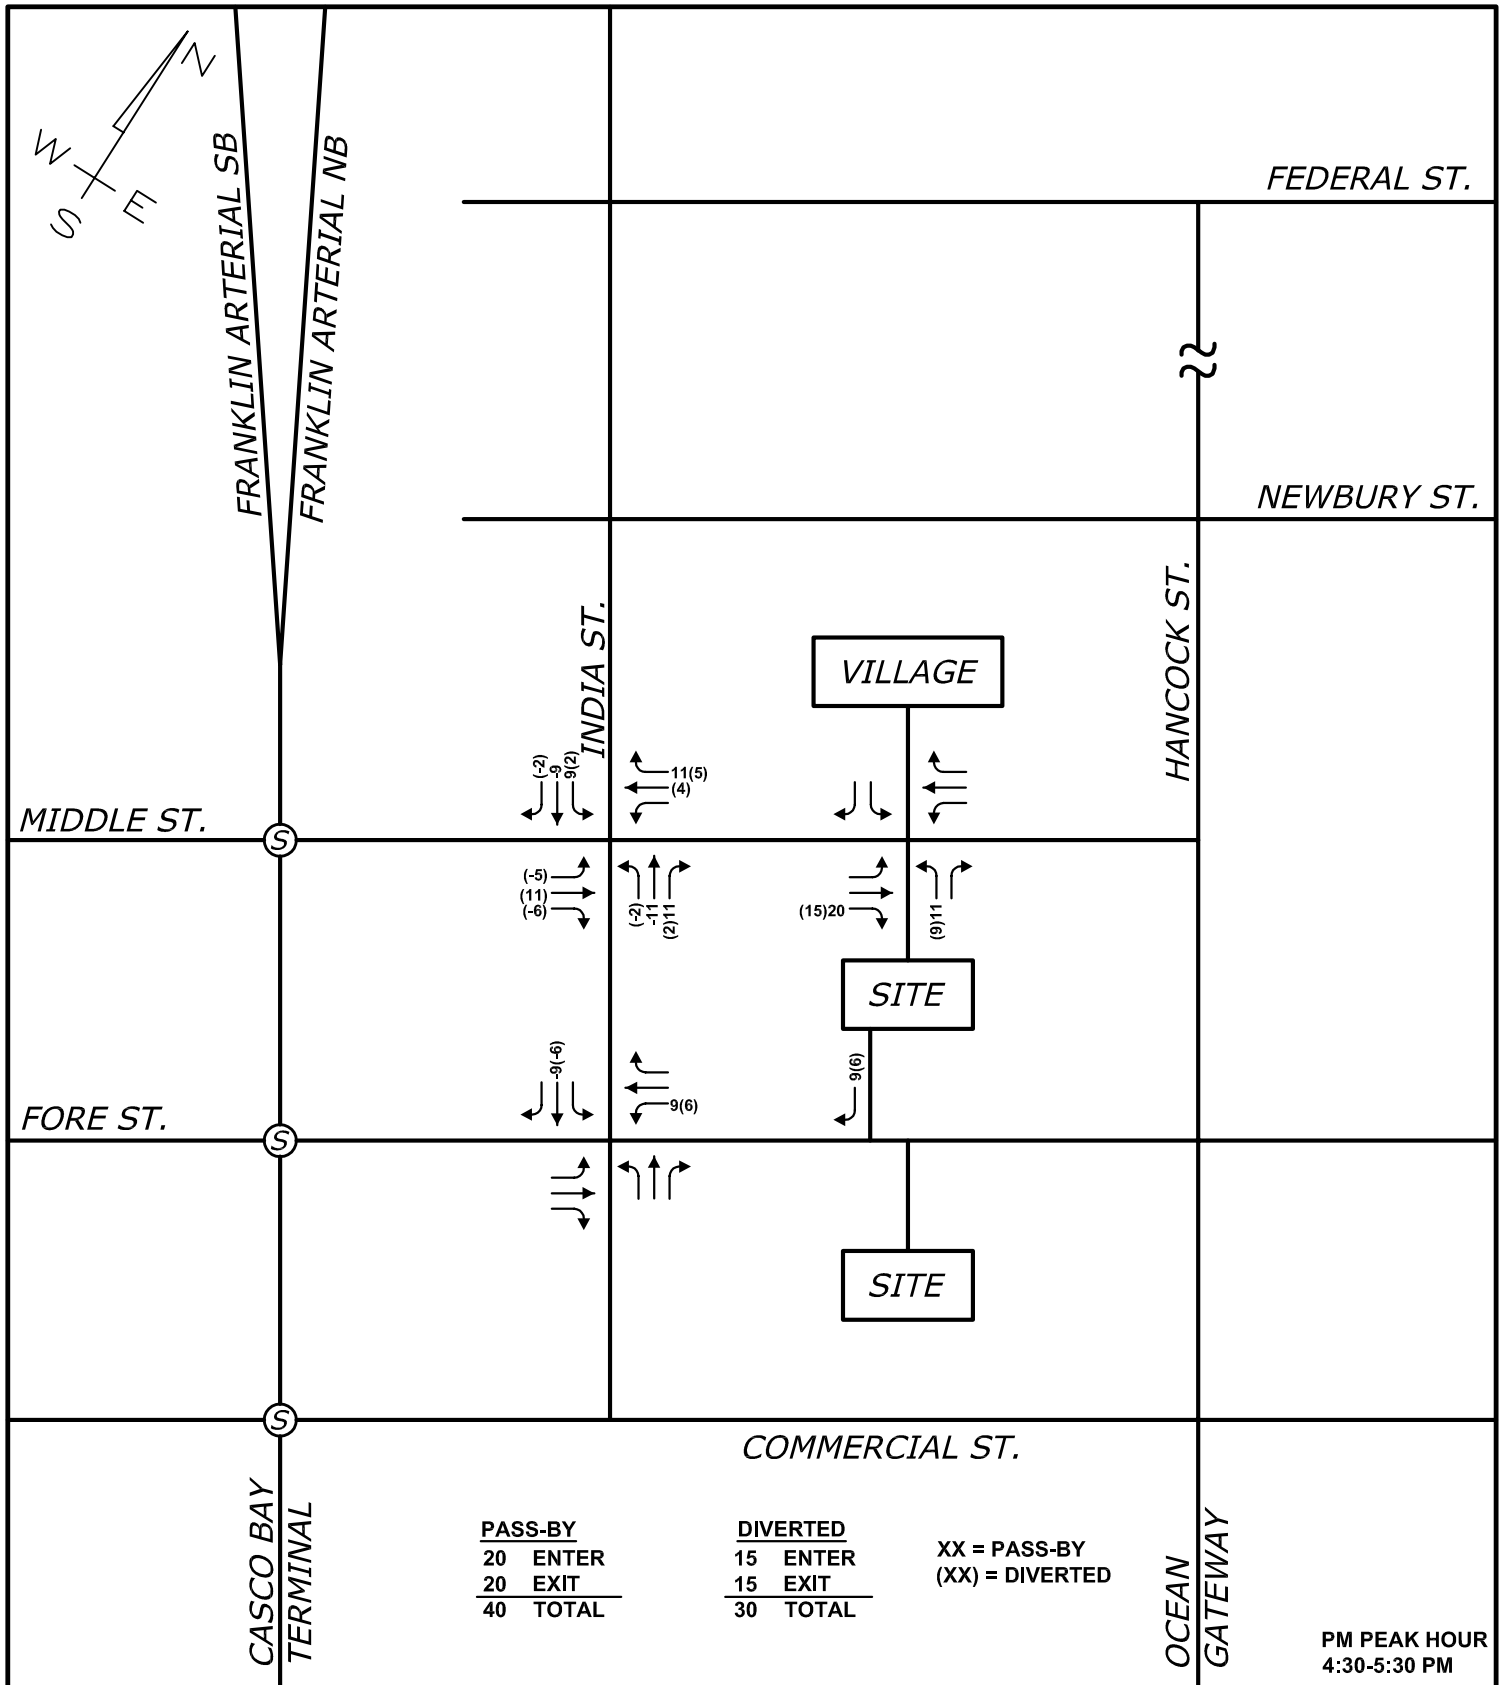 N
W
E
S
FRANKLIN ARTERIAL SB
FRANKLIN ARTERIAL NB
FEDERAL ST.
NEWBURY ST.
INDIA ST.
HANCOCK ST.
VILLAGE
(-2)
-9
9(2)
11(5)
(4)
MIDDLE ST.
S
(-5)
(11)
(-6)
(-2)
-11
(2)11
(15)20
(9)11
SITE
-9(-6)
9(6)
9(6)
FORE ST.
S
SITE
S
COMMERCIAL ST.
CASCO BAY
TERMINAL
PASS-BY
20 ENTER
20 EXIT
40 TOTAL
DIVERTED
15 ENTER
15 EXIT
30 TOTAL
XX = PASS-BY
(XX) = DIVERTED
OCEAN
GATEWAY
PM PEAK HOUR
4:30-5:30 PM